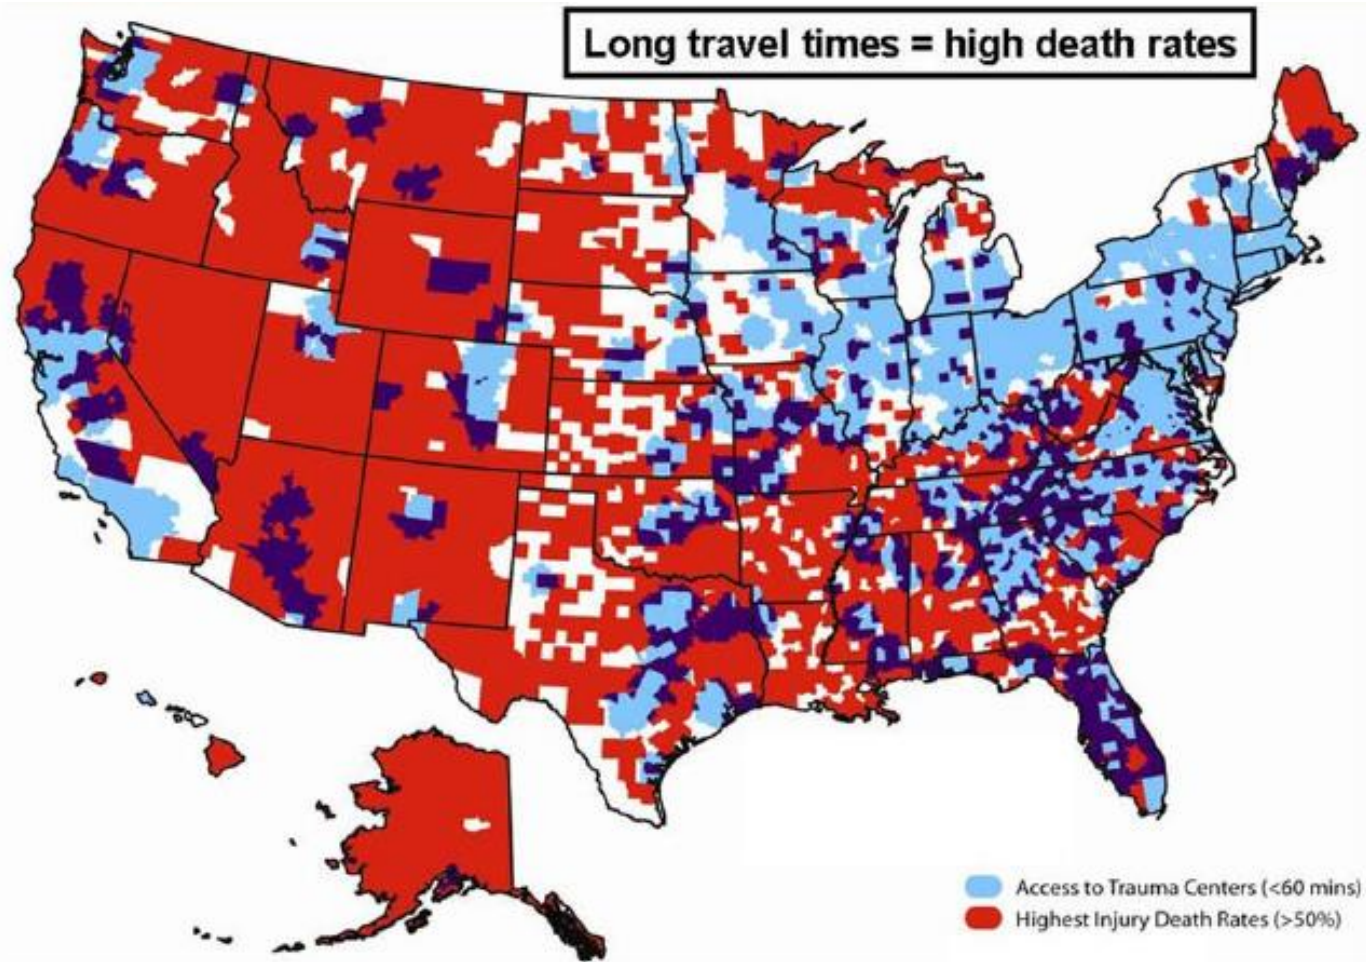 Long travel times = high death rates
Access to Trauma Centers (<60 mins)
Highest Injury Death Rates (>50%)